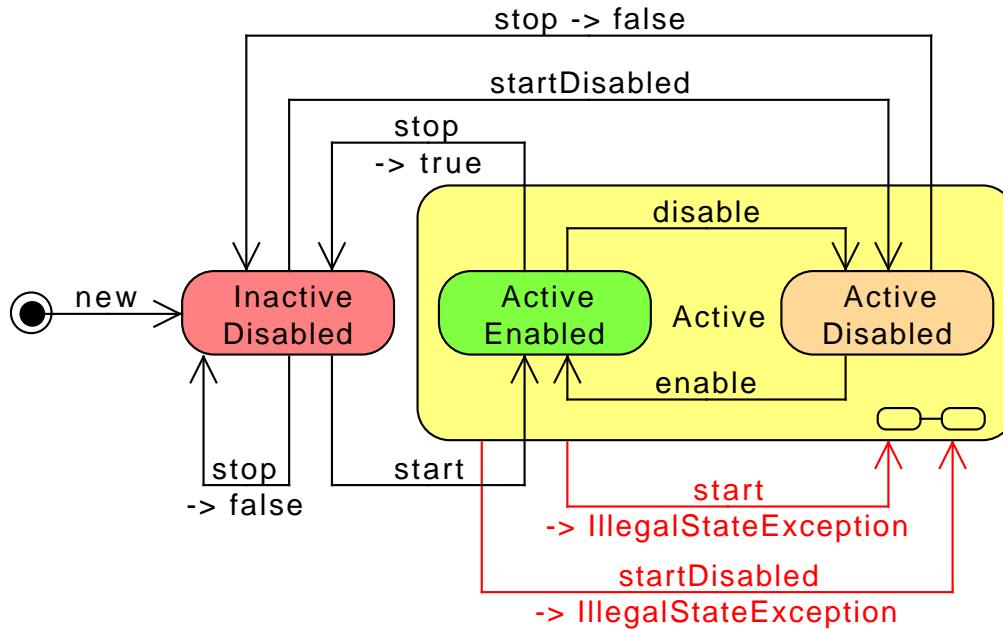 stop -> false
startDisabled
stop
-> true
disable
new
Inactive
Disabled
Active
Enabled
Active
Active
Disabled
enable
stop
-> false
start
start
-> IllegalStateException
startDisabled
-> IllegalStateException